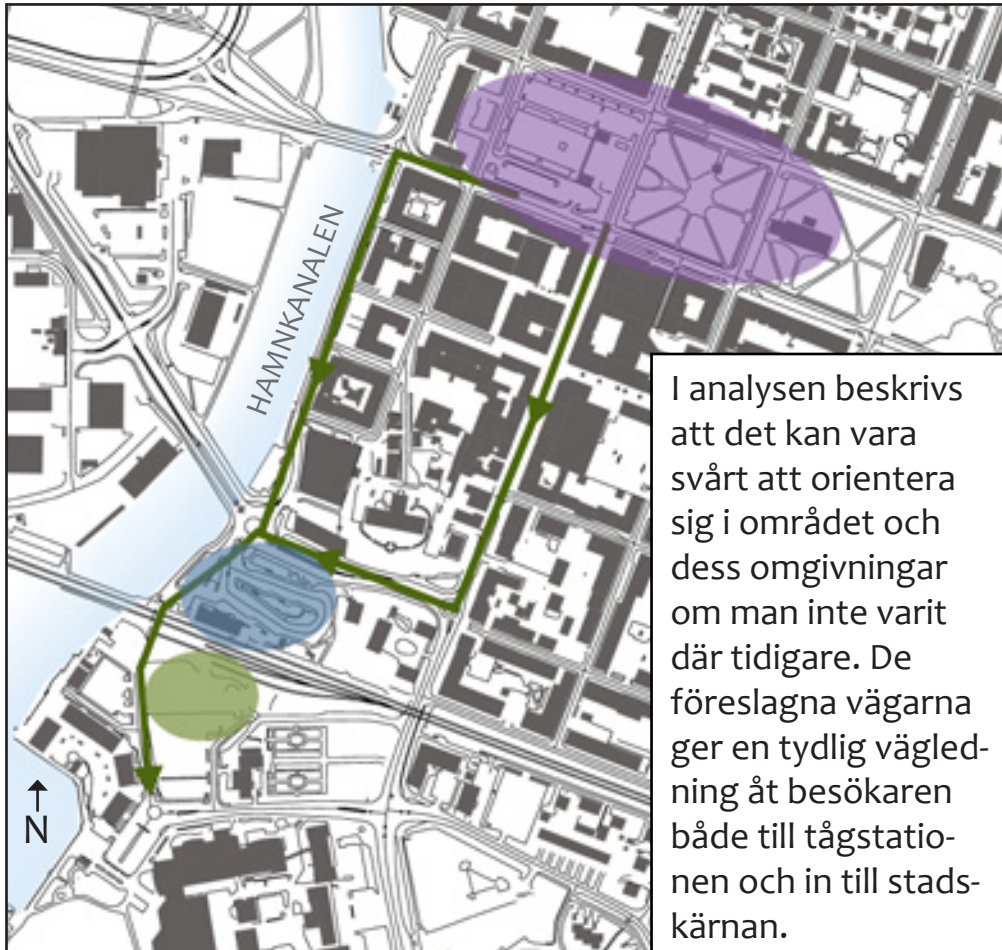 HAMNKANALEN
N
I analysen beskrivs
att det kan vara
svårt att orientera
sig i området och
dess omgivningar
om man inte varit
där tidigare. De
föreslagna vägarna
ger en tydlig vägled-
ning åt besökaren
både till tågstatio-
nen och in till stads-
kärnan.